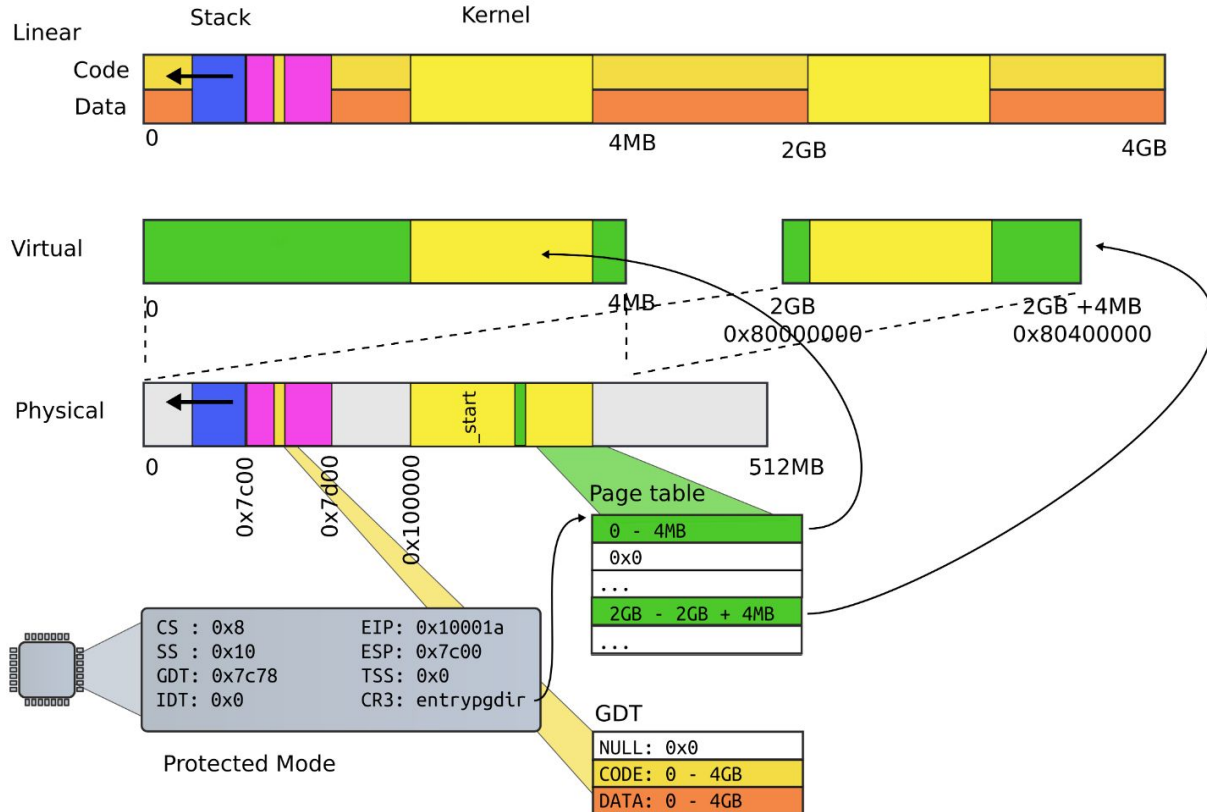 Linear
Stack
Kernel
Code
Data
0
4MB
2GB
4GB
Virtual
0
4MB
2GB
0x80000000
2GB +4MB
0x80400000
Physical
_start
0
0x7c00
0x7d00
0x100000
512MB
Page table
0 - 4MB
0x0
...
2GB - 2GB + 4MB
...
CS : 0x8
SS : 0x10
GDT: 0x7c78
IDT: 0x0
EIP: 0x10001a
ESP: 0x7c00
TSS: 0x0
CR3: entrypgdir
Protected Mode
GDT
NULL: 0x0
CODE: 0 - 4GB
DATA: 0 - 4GB